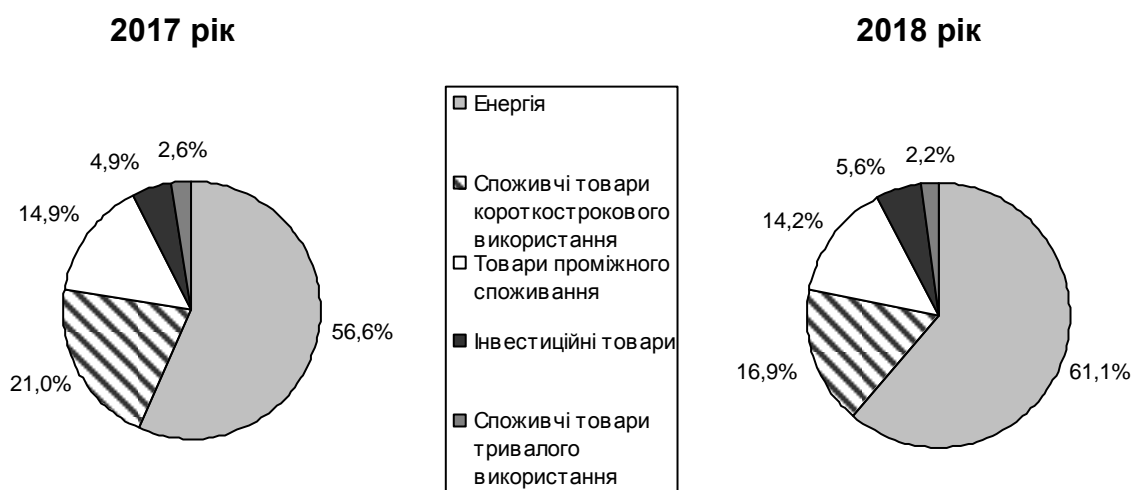 2017 рік
2018 рік
Енергія
Споживчі товари
короткострокового
використання
Товари проміжного
споживання
Інвестиційні товари
Споживчі товари
тривалого
використання
4,9%
2,6%
14,9%
21,0%
56,6%
5,6%
2,2%
14,2%
16,9%
61,1%